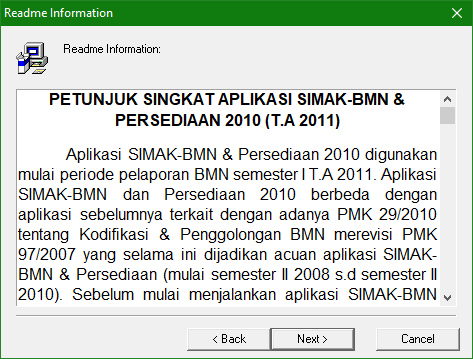 Readme Information
Readme Information:
PETUNJUK SINGKAT APLIKASI SIMAK-BMN &
PERSEDIAAN 2010 (T.A 2011)
Aplikasi SIMAK-BMN & Persediaan 2010 digunakan
mulai periode pelaporan BMN semester I T.A 2011. Aplikasi
SIMAK-BMN dan Persediaan 2010 berbeda dengan
aplikasi sebelumnya terkait dengan adanya PMK 29/2010
tentang Kodifikasi & Penggolongan BMN merevisi PMK
97/2007 yang selama ini dijadikan acuan aplikasi SIMAK-
BMN & Persediaan (mulai semester II 2008 s.d semester II
2010). Sebelum mulai menjalankan aplikasi SIMAK-BMN
< Back
Next >
Cancel